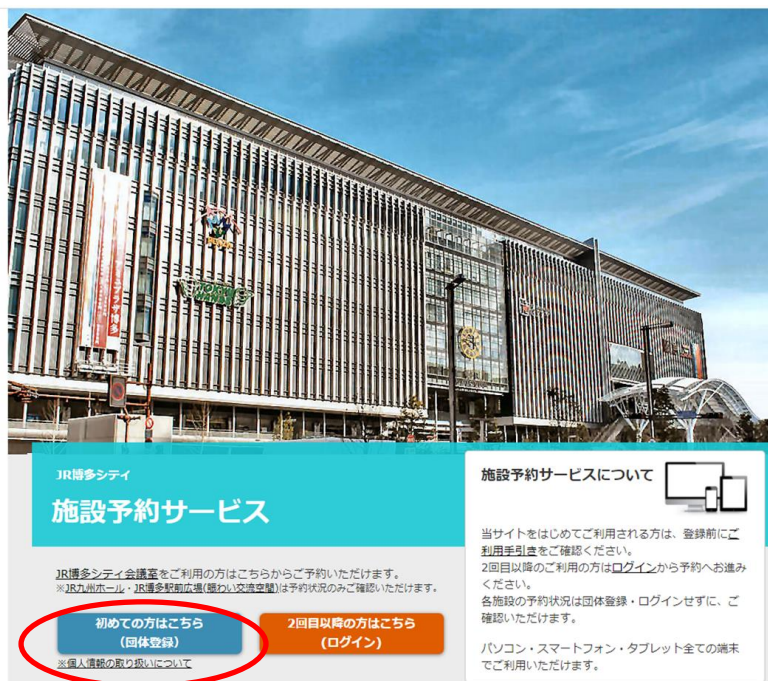 アミュプラザ博多
JR博多シティ
施設予約サービス
JR博多シティ会議室をご利用の方はこちらからご予約いただけます。
※JR九州ホール・JR博多駅前広場(賑わい交流空間)は予約状況のみご確認いただけます。
初めての方はこちら
(団体登録)
2回目以降の方はこちら
(ログイン)
※個人情報の取り扱いについて
施設予約サービスについて
当サイトをはじめてご利用される方は、登録前にご
利用手引きをご確認ください。
2回目以降のご利用の方はログインから予約へお進み
ください。
各施設の予約状況は団体登録・ログインせずに、ご
確認いただけます。
パソコン・スマートフォン・タブレット全ての端末
でご利用いただけます。